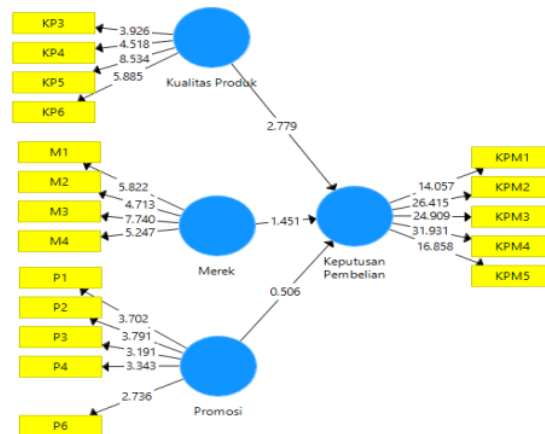 KP3
3.926
KP4
4.518
KP5
8.534
KP6
5.885
Kualitas Produk
2.779
M1
5.822
M2
4.713
M3
7.740
M4
5.247
Merek
1.451
P1
3.702
P2
3.791
P3
3.191
P4
3.343
P6
2.736
Promosi
0.506
Keputusan
Pembelian
14.057
KPM1
26.415
KPM2
24.909
KPM3
31.931
KPM4
16.858
KPM5